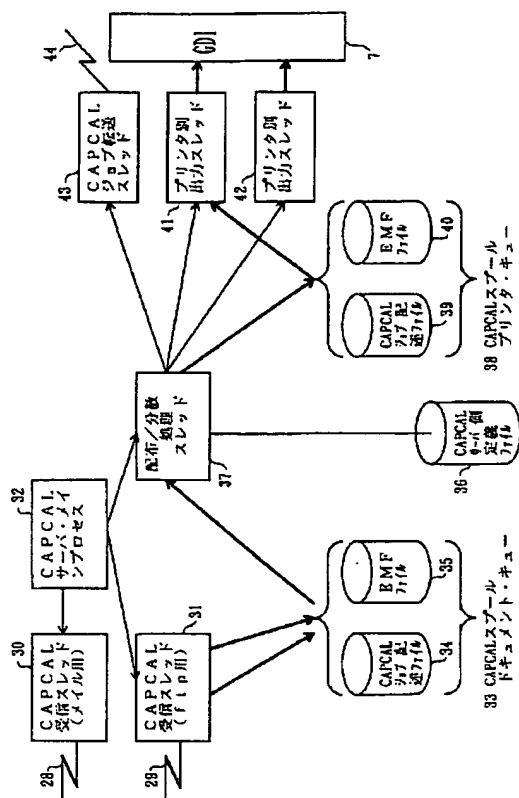 28
29
30
CAPCAL
受信スレッド
(メイル用)
31
CAPCAL
受信スレッド
(ftp用)
32
CAPCAL
サーバ・メイ
ンプロセス
33 CAPCALスプール
ドキュメント・キュー
34
CAPCAL
ジョブ記
述ファイル
35
EMF
ファイル
36
CAPCAL
サーバ側
定義
ファイル
37
配布/分散
処理
スレッド
38 CAPCALスプール
プリンタ・キュー
39
CAPCAL
ジョブ記
述ファイル
40
EMF
ファイル
41
プリンタ別
出力スレッド
42
プリンタ別
出力スレッド
43
CAPCAL
ジョブ転送
スレッド
44
GDI
7